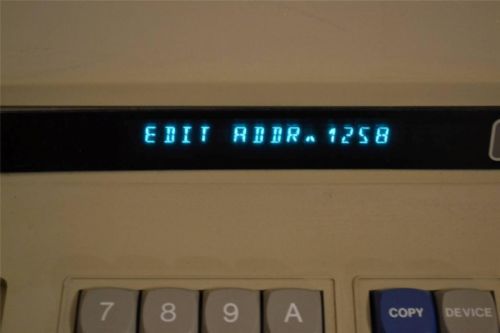 EDIT ADDR. 1258
7 8 9 A COPY DEVICE